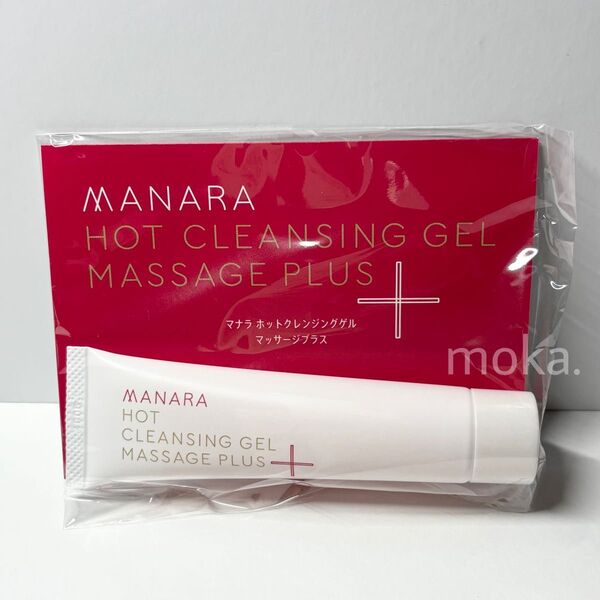 MANARA
HOT CLEANSING GEL
MASSAGE PLUS
マナラ ホットクレンジングゲル
マッサージプラス
moka.
MANARA
HOT
CLEANSING GEL
MASSAGE PLUS